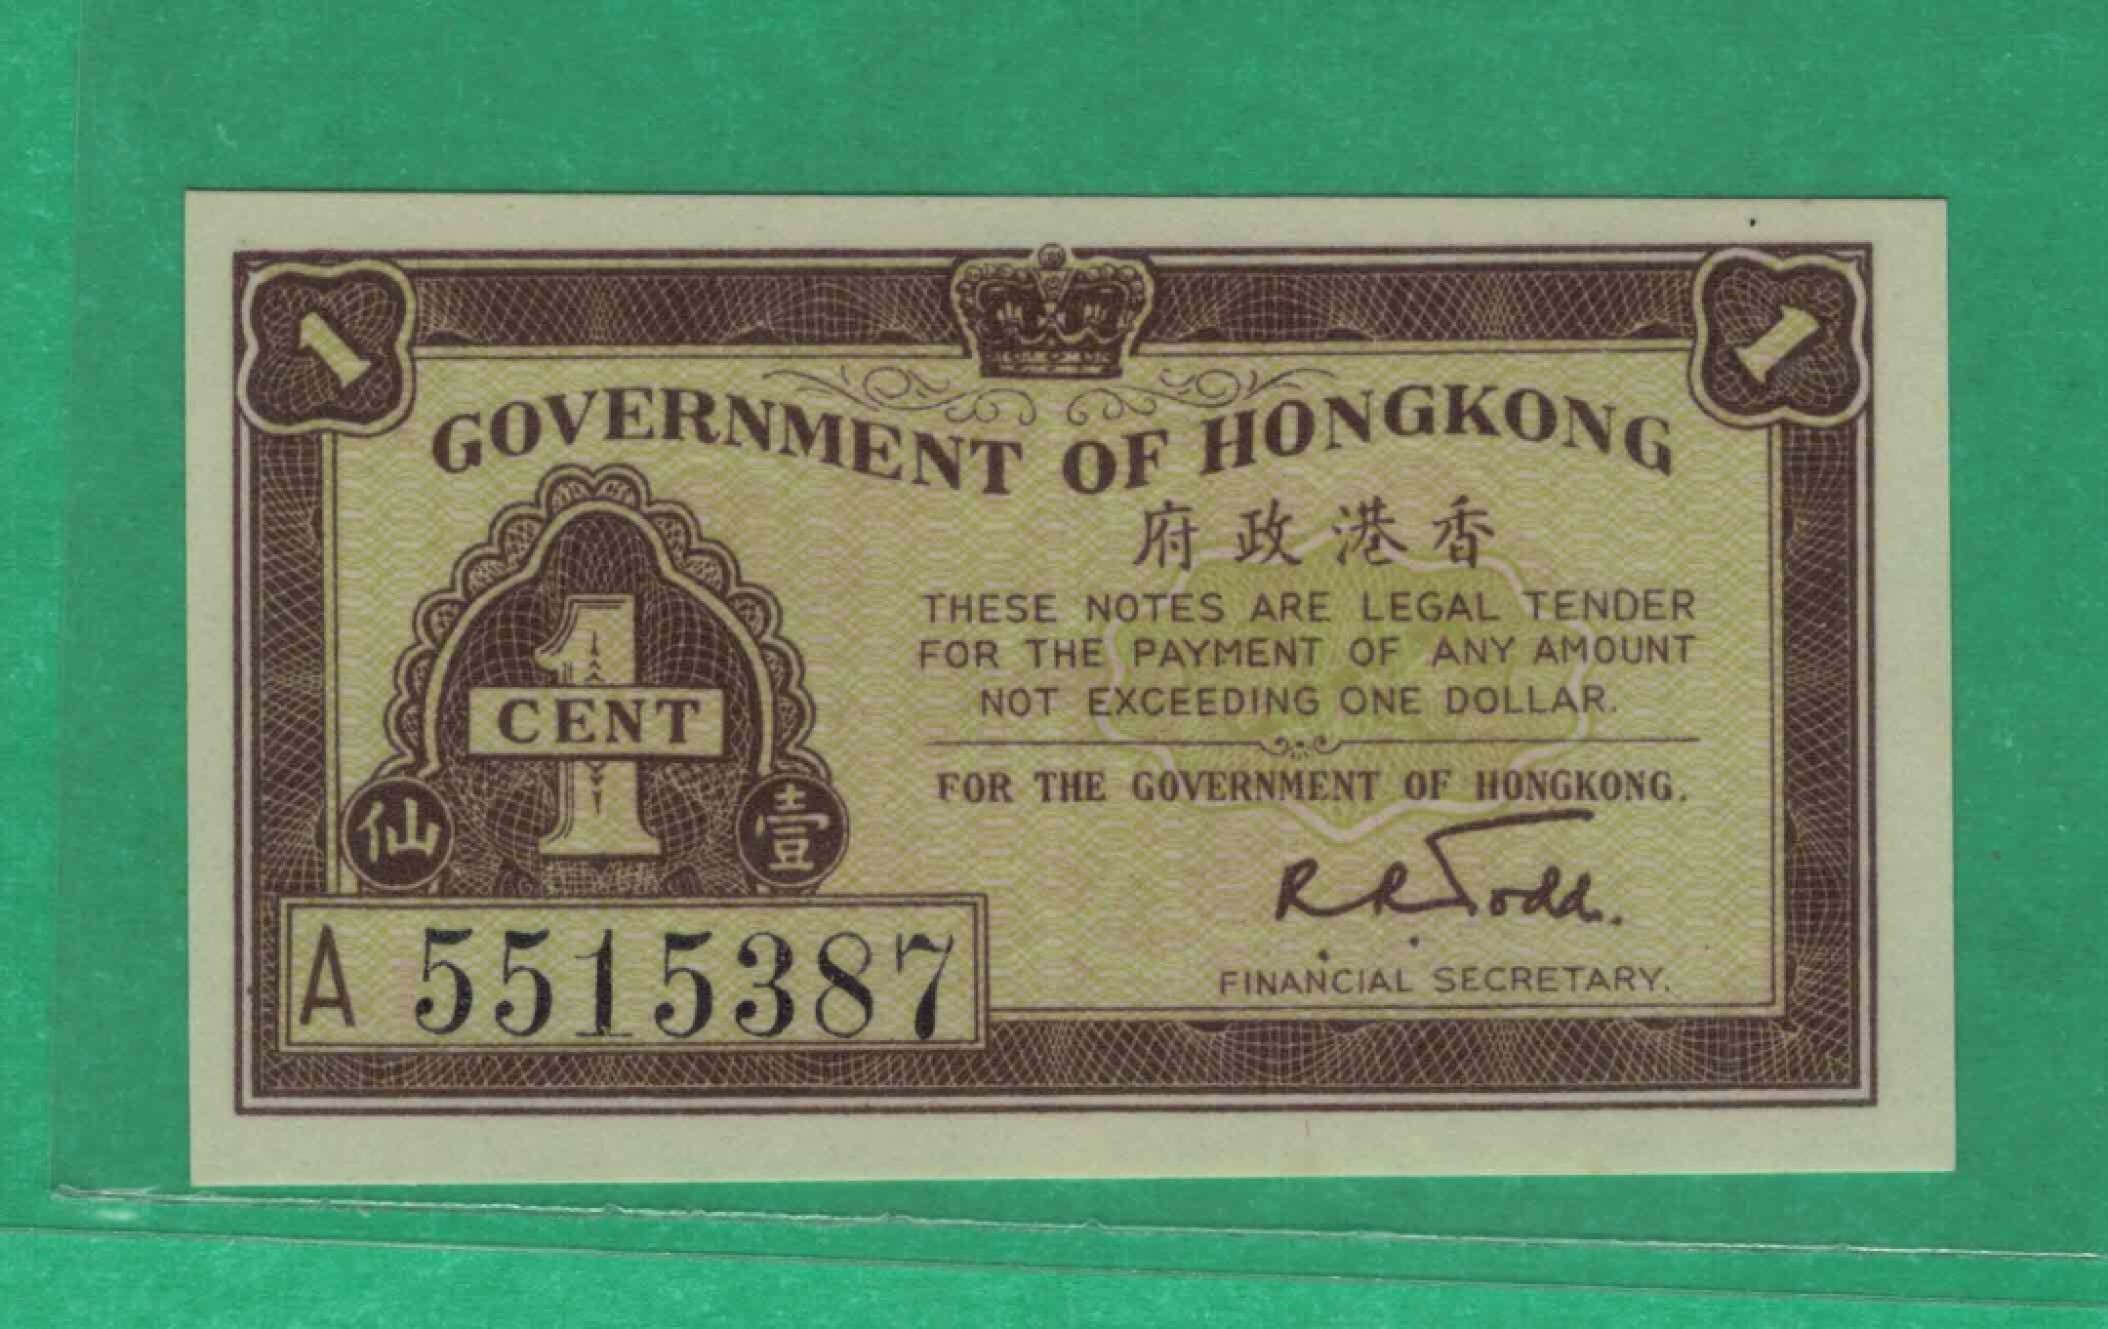 1
1
GOVERNMENT OF HONGKONG
府政港香
THESE NOTES ARE LEGAL TENDER
FOR THE PAYMENT OF ANY AMOUNT
NOT EXCEEDING ONE DOLLAR.
1
CENT
仙
壹
FOR THE GOVERNMENT OF HONGKONG.
R R Todd.
FINANCIAL SECRETARY.
A 5515387